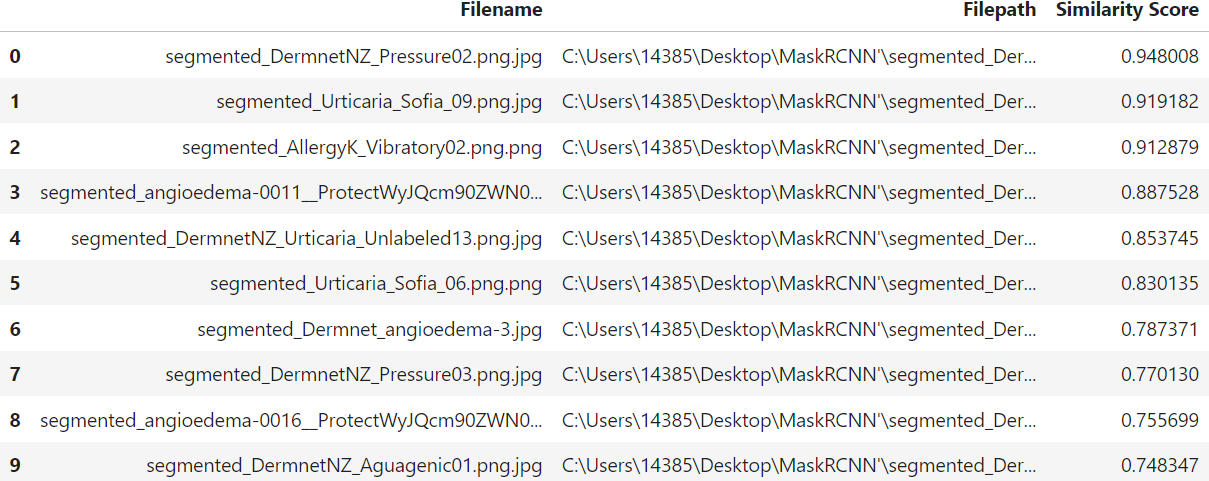 Filename Filepath Similarity Score
0 segmented_DermnetNZ_Pressure02.png.jpg C:\Users\14385\Desktop\MaskRCNN'\segmented_Der... 0.948008
1 segmented_Urticaria_Sofia_09.png.jpg C:\Users\14385\Desktop\MaskRCNN'\segmented_Der... 0.919182
2 segmented_AllergyK_Vibratory02.png.png C:\Users\14385\Desktop\MaskRCNN'\segmented_Der... 0.912879
3 segmented_angioedema-0011__ProtectWyJQcm90ZWN0... C:\Users\14385\Desktop\MaskRCNN'\segmented_Der... 0.887528
4 segmented_DermnetNZ_Urticaria_Unlabeled13.png.jpg C:\Users\14385\Desktop\MaskRCNN'\segmented_Der... 0.853745
5 segmented_Urticaria_Sofia_06.png.png C:\Users\14385\Desktop\MaskRCNN'\segmented_Der... 0.830135
6 segmented_Dermnet_angioedema-3.jpg C:\Users\14385\Desktop\MaskRCNN'\segmented_Der... 0.787371
7 segmented_DermnetNZ_Pressure03.png.jpg C:\Users\14385\Desktop\MaskRCNN'\segmented_Der... 0.770130
8 segmented_angioedema-0016__ProtectWyJQcm90ZWN0... C:\Users\14385\Desktop\MaskRCNN'\segmented_Der... 0.755699
9 segmented_DermnetNZ_Aguagenic01.png.jpg C:\Users\14385\Desktop\MaskRCNN'\segmented_Der... 0.748347